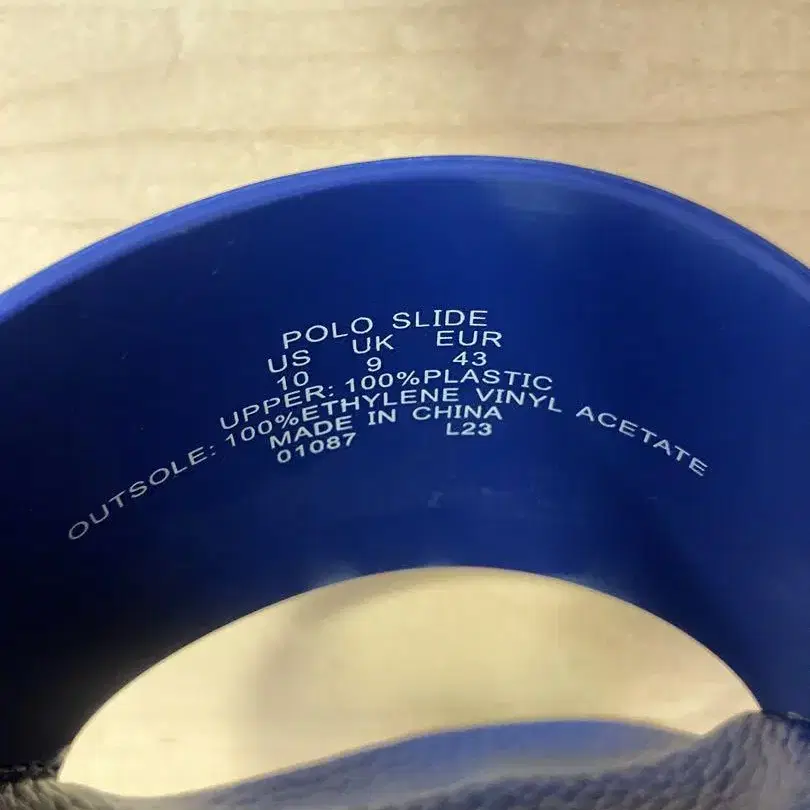 POLO SLIDE
US UK EUR
10 9 43
UPPER: 100%PLASTIC
OUTSOLE: 100%ETHYLENE VINYL ACETATE
MADE IN CHINA
01087 L23